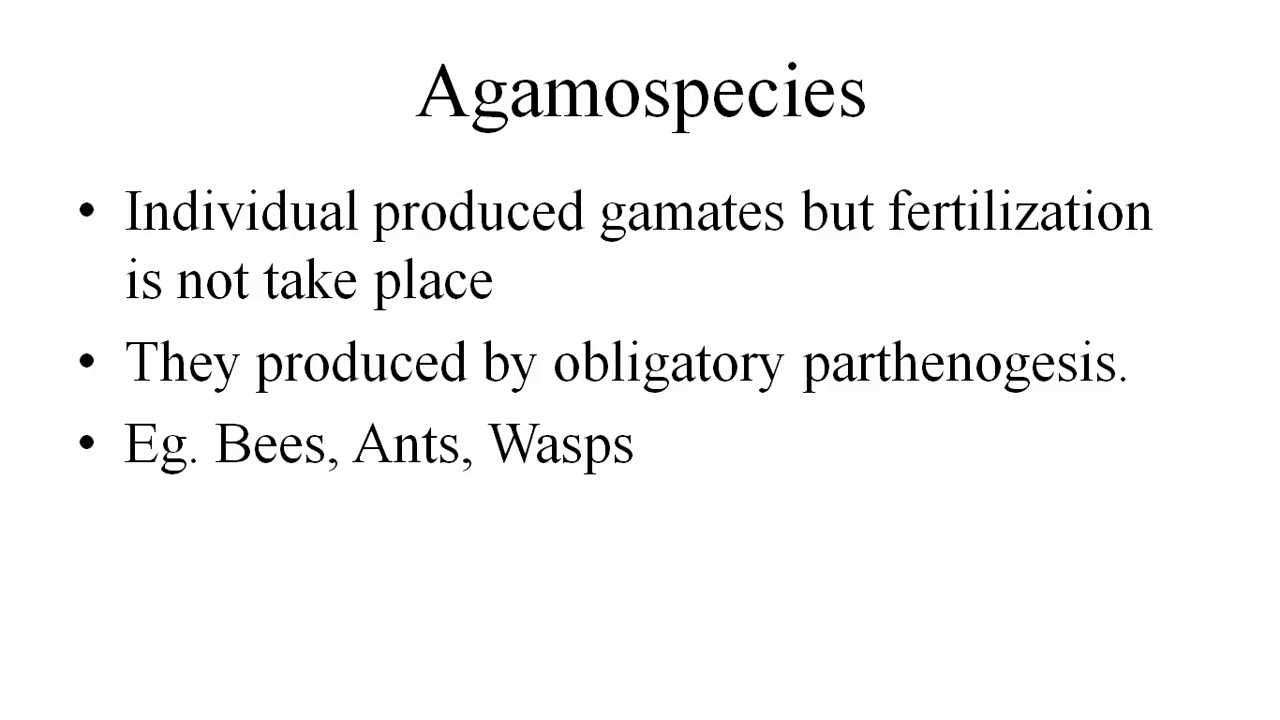 Agamospecies
• Individual produced gamates but fertilization
is not take place
• They produced by obligatory parthenogesis.
• Eg. Bees, Ants, Wasps